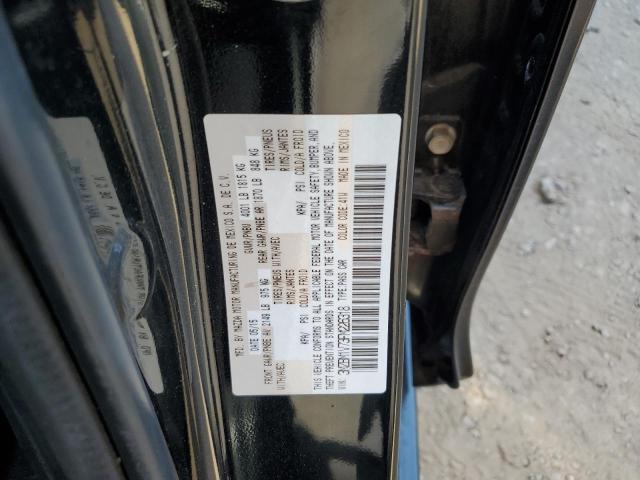 MFD. BY MAZDA MOTOR MANUFACTURING DE MEXICO S.A. DE C.V.
DATE: 05/15 GVWR/PNBV 4001 LB 1815 KG
FRONT GAWR/PNBE AV 2149 LB 975 KG REAR GAWR/PNBE AR 1870 LB 848 KG
WITH/AVEC TIRES/PNEUS WITH/AVEC TIRES/PNEUS
RIMS/JANTES RIMS/JANTES
KPA/ PSI COLD/A FROID KPA/ PSI COLD/A FROID
THIS VEHICLE CONFORMS TO ALL APPLICABLE FEDERAL MOTOR VEHICLE SAFETY, BUMPER, AND
THEFT PREVENTION STANDARDS IN EFFECT ON THE DATE OF MANUFACTURE SHOWN ABOVE.
VIN: TYPE: PASS CAR COLOR CODE: 41W MADE IN MEXICO